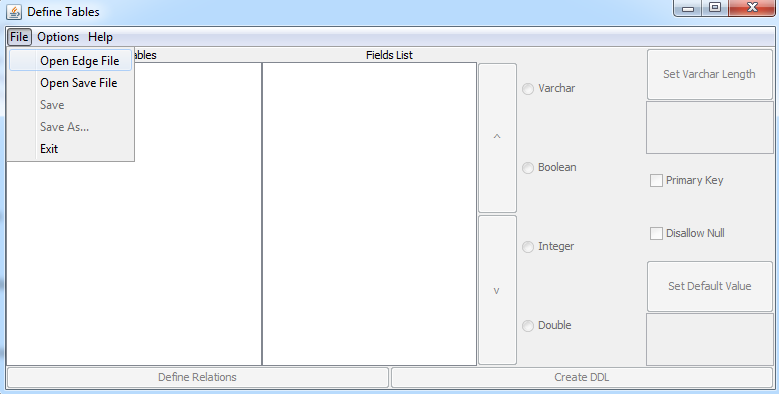 Define Tables
File Options Help
Open Edge File
Open Save File
Save
Save As...
Exit
ables
Fields List
^
v
Varchar
Boolean
Integer
Double
Set Varchar Length
Primary Key
Disallow Null
Set Default Value
Define Relations
Create DDL